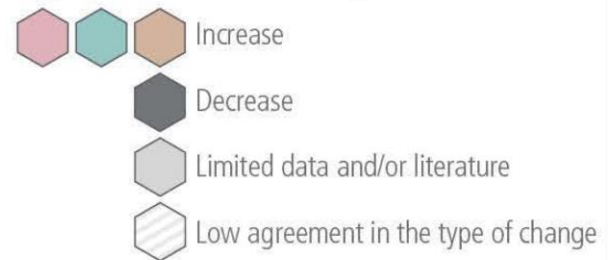 Increase
Decrease
Limited data and/or literature
Low agreement in the type of change